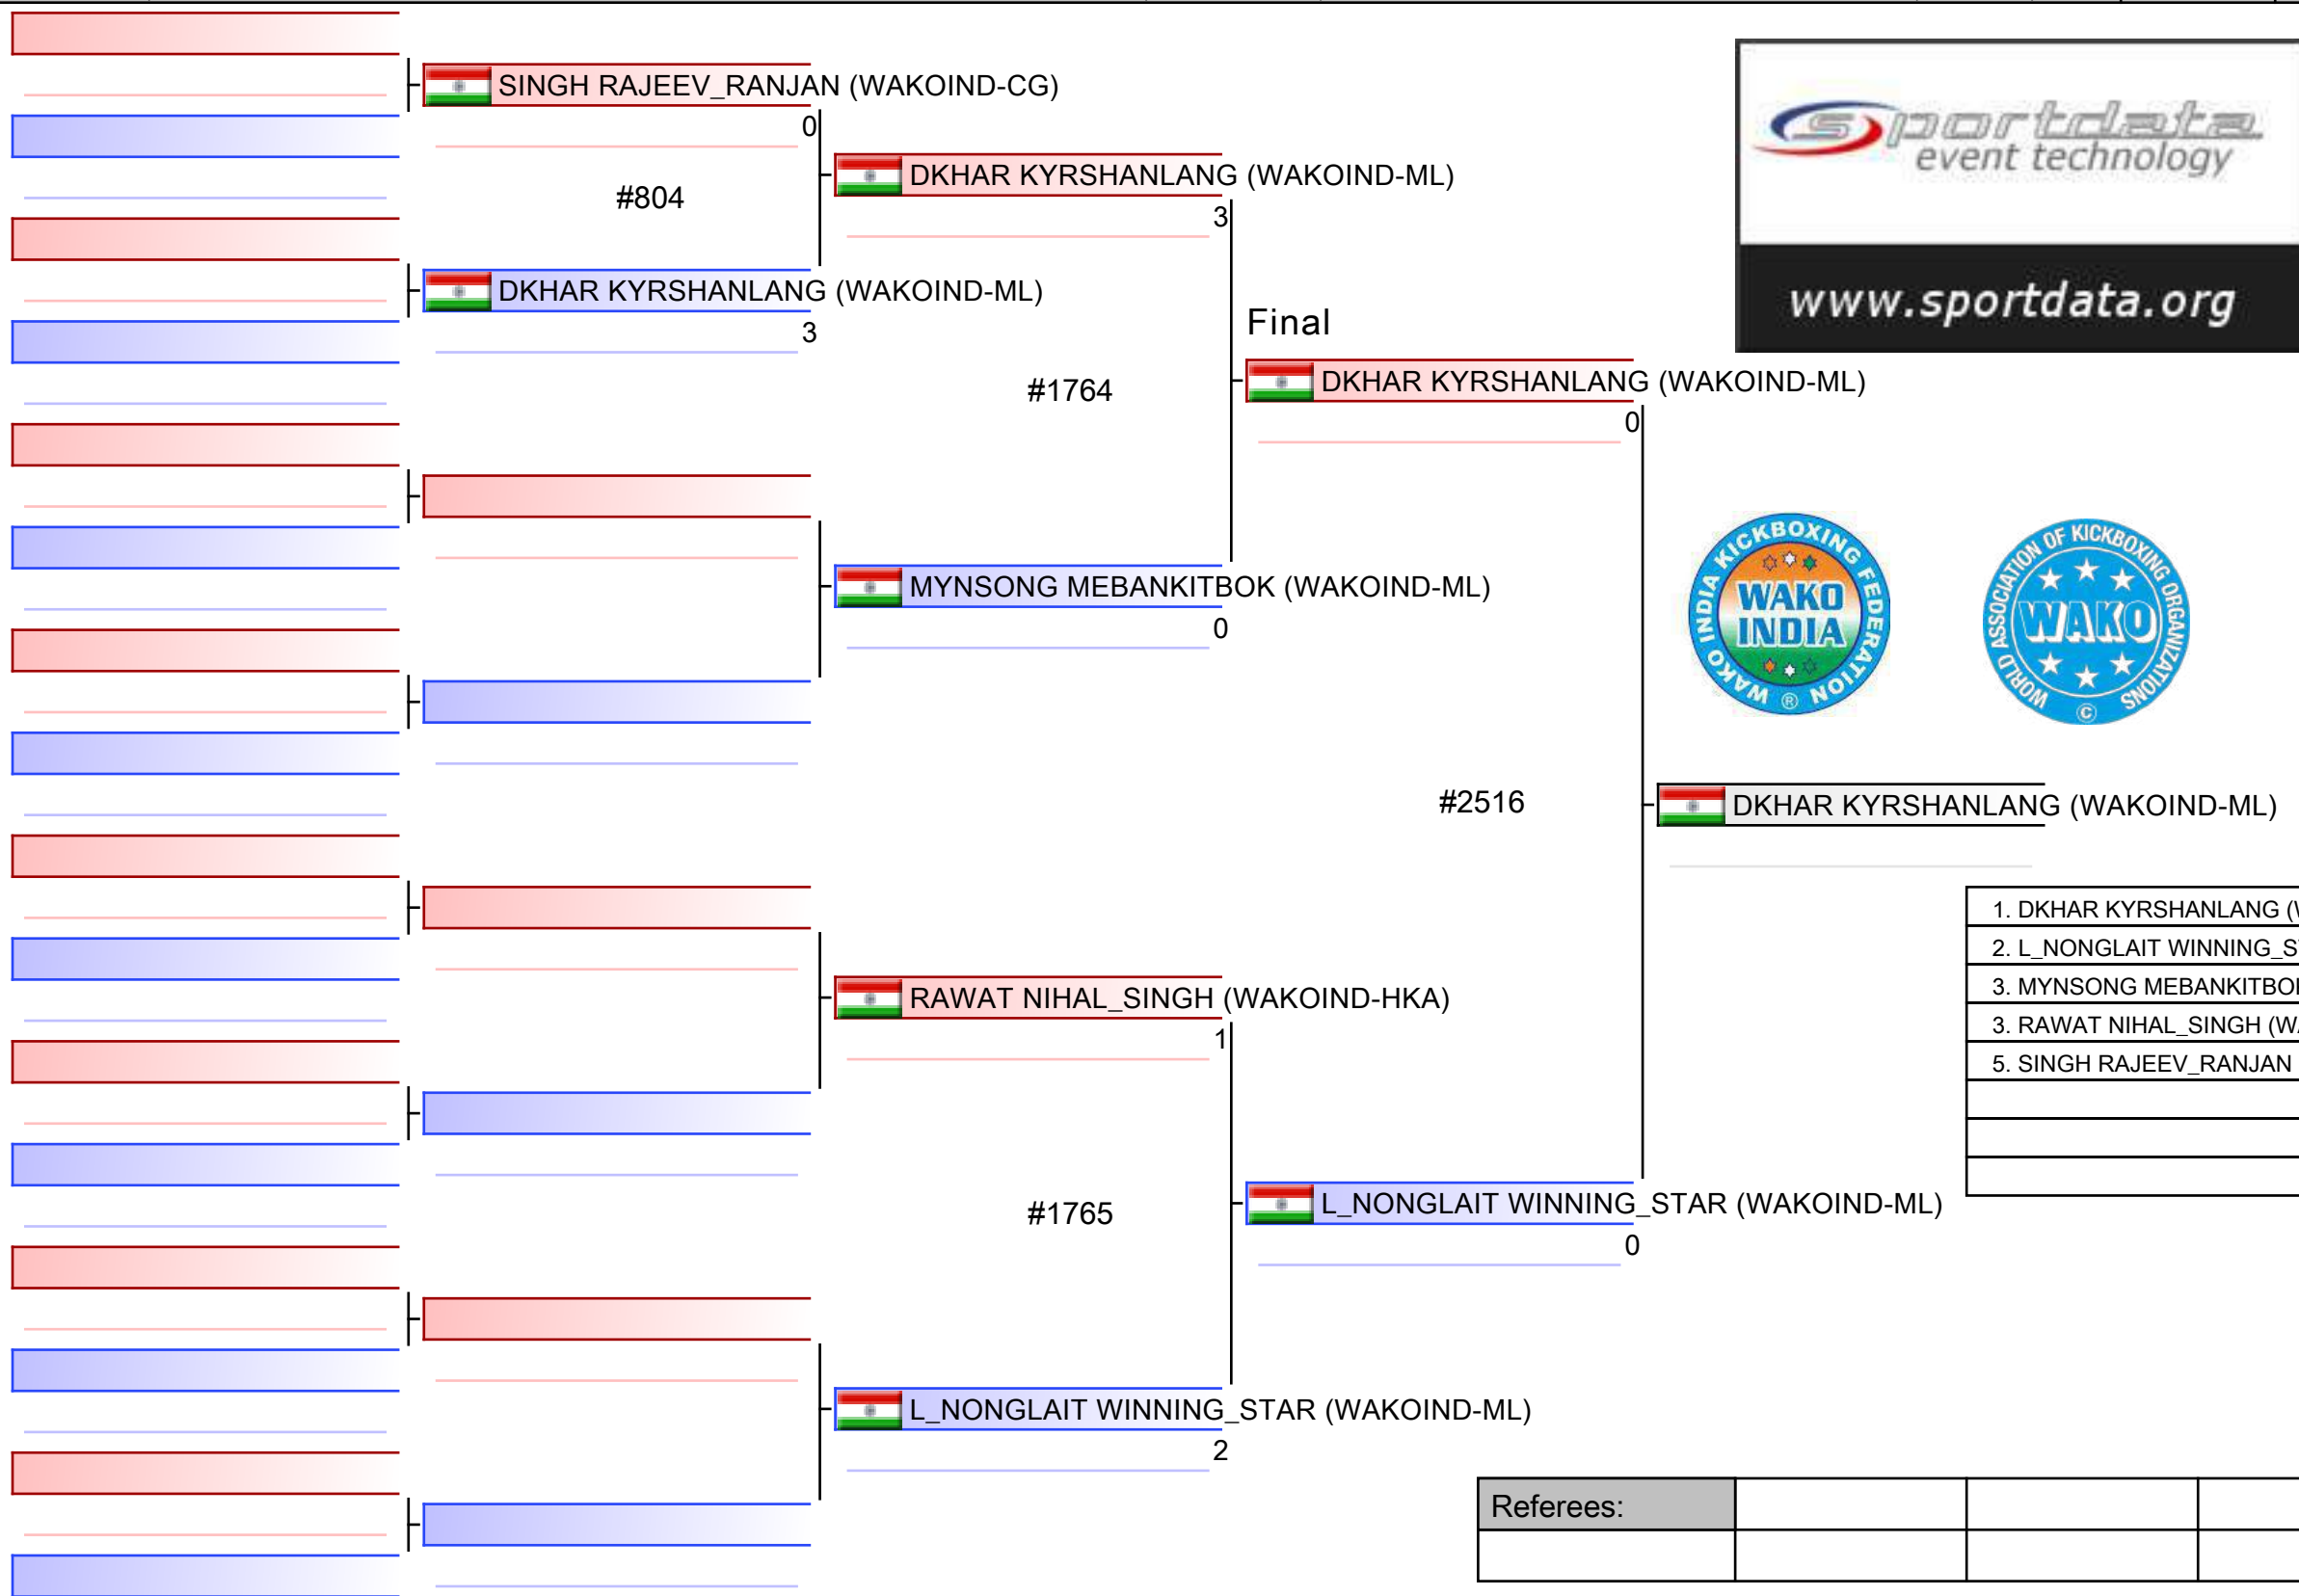 SINGH RAJEEV_RANJAN (WAKOIND-CG)
0
#804
DKHAR KYRSHANLANG (WAKOIND-ML)
3
DKHAR KYRSHANLANG (WAKOIND-ML)
3
#1764
MYNSONG MEBANKITBOK (WAKOIND-ML)
0
RAWAT NIHAL_SINGH (WAKOIND-HKA)
1
#1765
L_NONGLAIT WINNING_STAR (WAKOIND-ML)
2
Final
DKHAR KYRSHANLANG (WAKOIND-ML)
0
#2516
L_NONGLAIT WINNING_STAR (WAKOIND-ML)
0
DKHAR KYRSHANLANG (WAKOIND-ML)
sportdata
event technology
www.sportdata.org
WAKO INDIA KICKBOXING FEDERATION
WAKO
INDIA
®
WORLD ASSOCIATION OF KICKBOXING ORGANIZATIONS
WAKO
©
1. DKHAR KYRSHANLANG (W
2. L_NONGLAIT WINNING_S
3. MYNSONG MEBANKITBO
3. RAWAT NIHAL_SINGH (W
5. SINGH RAJEEV_RANJAN
Referees: